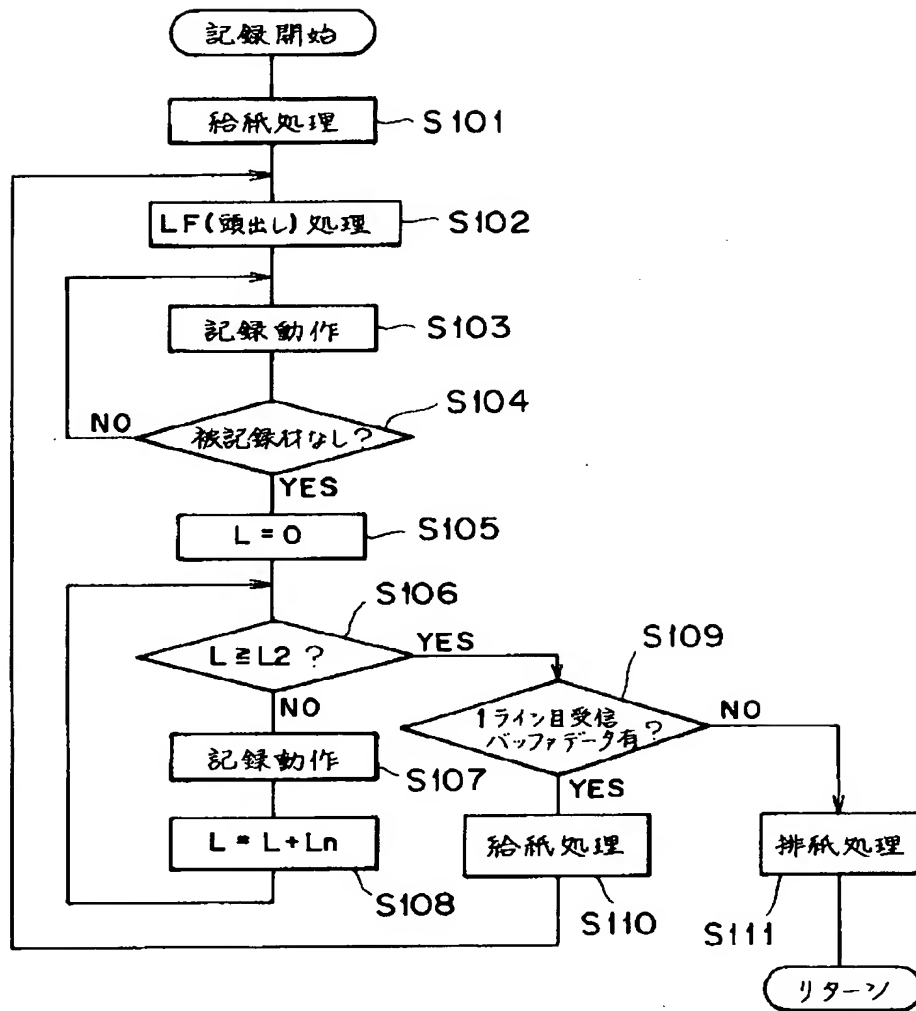 記録開始
給紙処理
S101
LF(頭出し)処理
S102
記録動作
S103
S104
NO
被記録材なし?
YES
L = 0
S105
S106
L ≧ L2 ?
YES
NO
S109
1ライン目受信
バッファデータ有?
NO
YES
記録動作
S107
L = L + Ln
S108
給紙処理
S110
排紙処理
S111
リターン